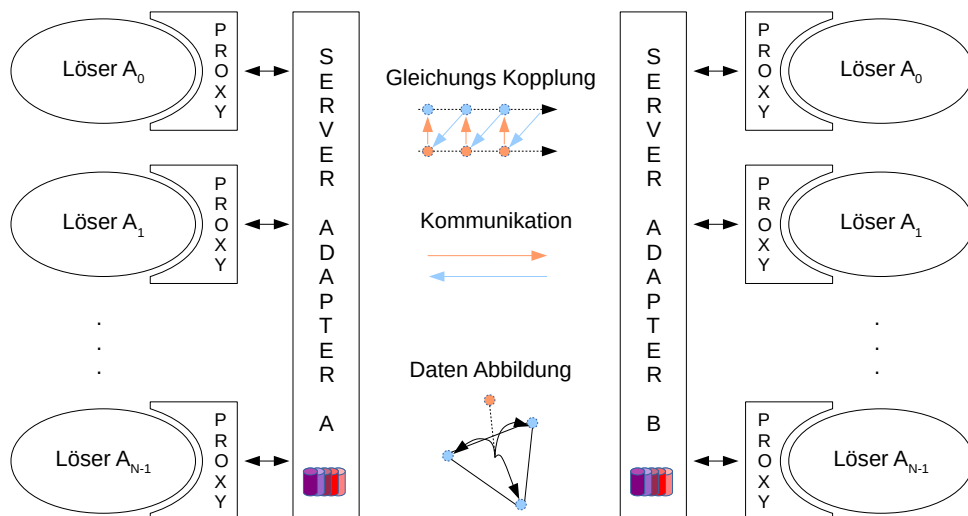 Löser A0
PROXY
SERVER ADAPTER A
Gleichungs Kopplung
SERVER ADAPTER B
PROXY
Löser A0
Löser A1
PROXY
Kommunikation
PROXY
Löser A1
. . .
. . .
Daten Abbildung
Löser AN-1
PROXY
PROXY
Löser AN-1